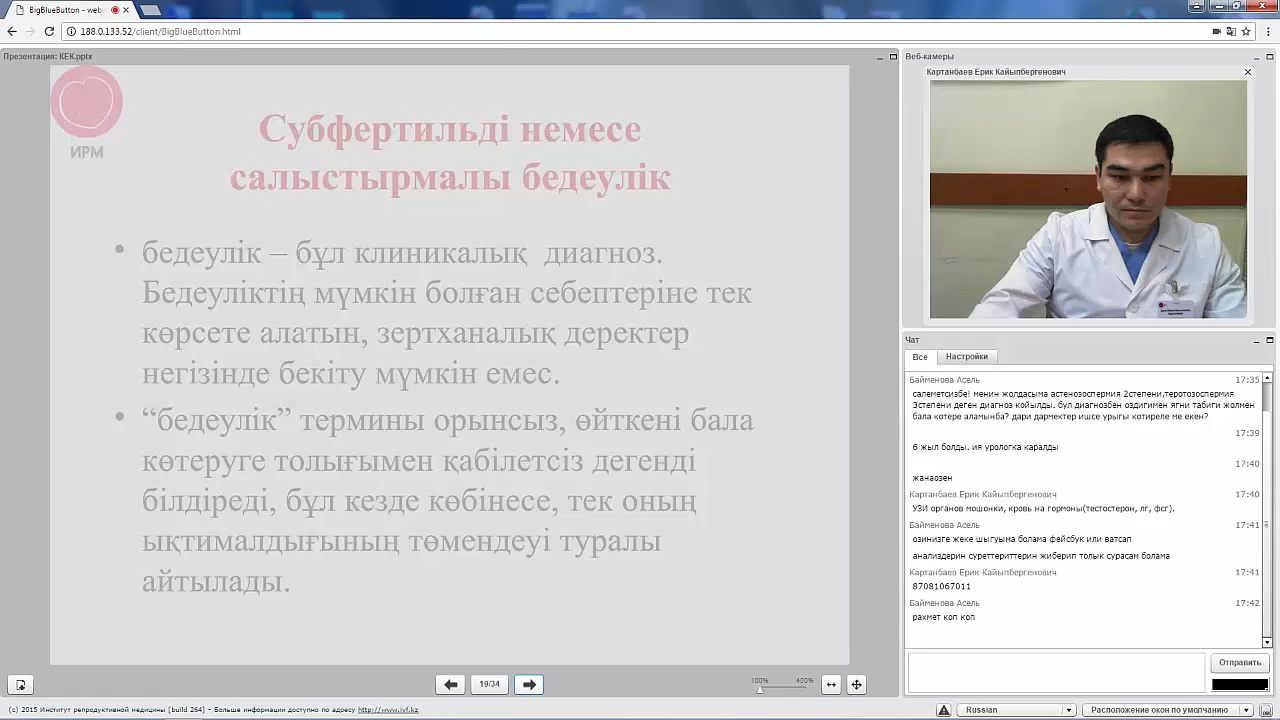 BigBlueButton - webr
188.0.133.52/client/BigBlueButton.html
Презентация: КЕК.pptx
ИРМ
Субфертильді немесе
салыстырмалы бедеулік
• бедеулік – бұл клиникалық диагноз.
Бедеуліктің мүмкін болған себептеріне тек
көрсете алатын, зертханалық деректер
негізінде бекіту мүмкін емес.
• “бедеулік” термины орынсыз, өйткені бала
көтеруге толығымен қабілетсіз дегенді
білдіреді, бұл кезде көбінесе, тек оның
ықтималдығының төмендеуі туралы
айтылады.
19/34
100%
400%
Веб-камеры
Картанбаев Ерик Кайыпбергенович
Чат
Все
Настройки
Байменова Асель 17:35
салеметсизбе! менин жолдасыма астенозоспермия 2степени,теротозоспермия
3степени деген диагноз койылды. бул диагнозбен оздигимен ягни табиги жолмен
бала котере аламынба? дари дармектер ишсе урыгы котериле ме екен?
17:39
6 жыл болды. ия урологка каралды
17:40
жанаозен
Картанбаев Ерик Кайыпбергенович 17:40
УЗИ органов мошонки, кровь на гормоны(тестостерон, лг, фсг).
Байменова Асель 17:41
озинизге жеке шыгуыма болама фейсбук или ватсап
анализдерин суреттериттерин жиберип толык сурасам болама
Картанбаев Ерик Кайыпбергенович 17:41
87081067011
Байменова Асель 17:42
рахмет коп коп
Отправить
(c) 2015 Институт репродуктивной медицины [build 264] - Больше информации доступно по адресу http://www.ivf.kz
Russian
Расположение окон по умолчанию